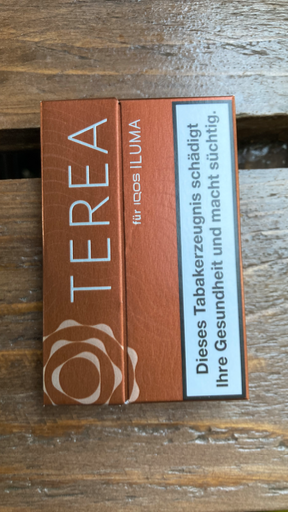 TEREA
für IQOS ILUMA
Dieses Tabakerzeugnis schädigt
Ihre Gesundheit und macht süchtig.